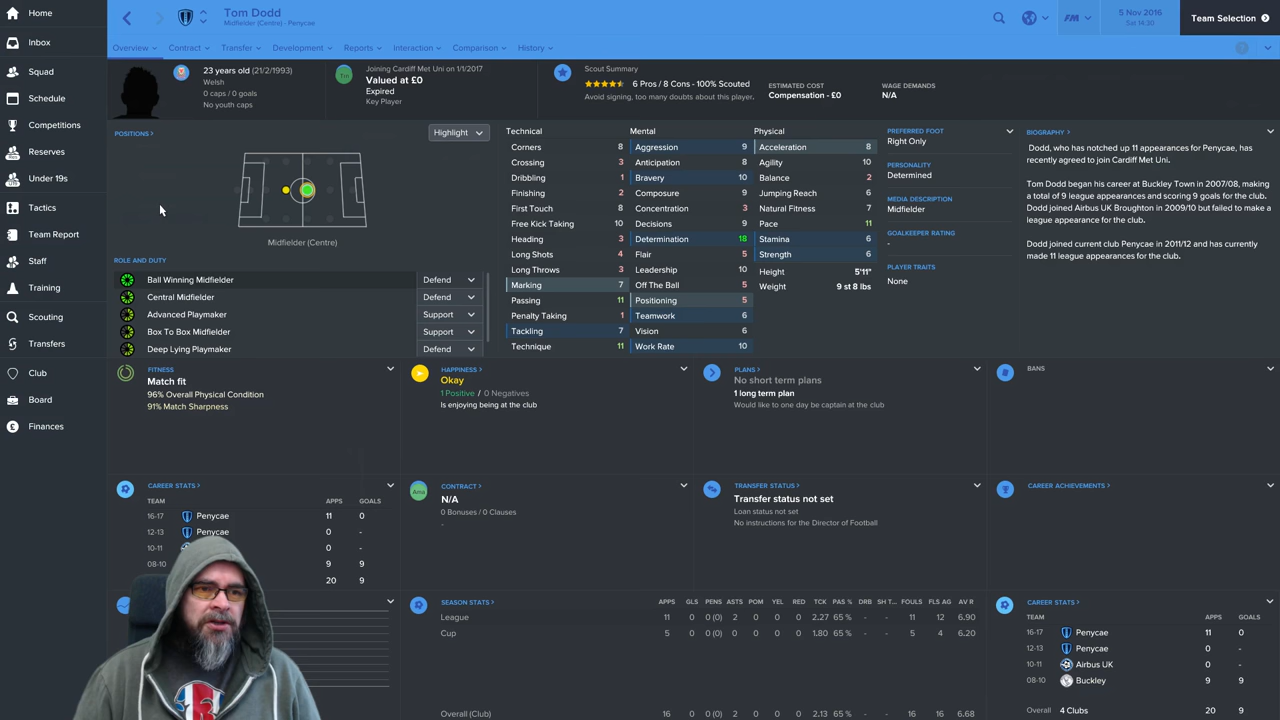 Home
Inbox
Squad
Schedule
Competitions
Reserves
Under 19s
Tactics
Team Report
Staff
Training
Scouting
Transfers
Club
Board
Finances
Tom Dodd
Midfielder (Centre) - Penycae
FM
5 Nov 2016
Sat 14:30
Team Selection
Overview
Contract
Transfer
Development
Reports
Interaction
Comparison
History
?
23 years old (21/2/1993)
Welsh
0 caps / 0 goals
No youth caps
Trn
Joining Cardiff Met Uni on 1/1/2017
Valued at £0
Expired
Key Player
Scout Summary
6 Pros / 8 Cons - 100% Scouted
Avoid signing, too many doubts about this player.
ESTIMATED COST
Compensation - £0
WAGE DEMANDS
N/A
POSITIONS >
Highlight
Midfielder (Centre)
ROLE AND DUTY
Ball Winning Midfielder Defend
Central Midfielder Defend
Advanced Playmaker Support
Box To Box Midfielder Support
Deep Lying Playmaker Defend
Technical
Corners 8
Crossing 3
Dribbling 1
Finishing 2
First Touch 8
Free Kick Taking 10
Heading 3
Long Shots 4
Long Throws 3
Marking 7
Passing 11
Penalty Taking 1
Tackling 7
Technique 11
Mental
Aggression 9
Anticipation 8
Bravery 10
Composure 9
Concentration 3
Decisions 9
Determination 18
Flair 5
Leadership 10
Off The Ball 5
Positioning 5
Teamwork 6
Vision 6
Work Rate 10
Physical
Acceleration 8
Agility 10
Balance 2
Jumping Reach 6
Natural Fitness 7
Pace 11
Stamina 6
Strength 6
Height 5'11"
Weight 9 st 8 lbs
PREFERRED FOOT
Right Only
PERSONALITY
Determined
MEDIA DESCRIPTION
Midfielder
GOALKEEPER RATING
-
PLAYER TRAITS
None
BIOGRAPHY >
Dodd, who has notched up 11 appearances for Penycae, has
recently agreed to join Cardiff Met Uni.
Tom Dodd began his career at Buckley Town in 2007/08, making
a total of 9 league appearances and scoring 9 goals for the club.
Dodd joined Airbus UK Broughton in 2009/10 but failed to make a
league appearance for the club.
Dodd joined current club Penycae in 2011/12 and has currently
made 11 league appearances for the club.
FITNESS
Match fit
96% Overall Physical Condition
91% Match Sharpness
HAPPINESS >
Okay
1 Positive / 0 Negatives
Is enjoying being at the club
PLANS >
No short term plans
1 long term plan
Would like to one day be captain at the club
BANS
CAREER STATS >
TEAM APPS GOALS
16-17 Penycae 11 0
12-13 Penycae 0 -
10-11 0 -
08-10 9 9
20 9
Ama
CONTRACT >
N/A
0 Bonuses / 0 Clauses
-
TRANSFER STATUS >
Transfer status not set
Loan status not set
No instructions for the Director of Football
CAREER ACHIEVEMENTS >
SEASON STATS >
APPS GLS PENS ASTS POM YEL RED TCK PAS % DRB SH T... FOULS FLS AG AV R
League 11 0 0 (0) 2 0 0 0 2.27 65 % - - 11 12 6.90
Cup 5 0 0 (0) 0 0 0 0 1.80 65 % - - 5 4 6.20
Overall (Club) 16 0 0 (0) 2 0 0 0 2.13 65 % - - 16 16 6.68
CAREER STATS >
TEAM APPS GOALS
16-17 Penycae 11 0
12-13 Penycae 0 -
10-11 Airbus UK 0 -
08-10 Buckley 9 9
Overall 4 Clubs 20 9